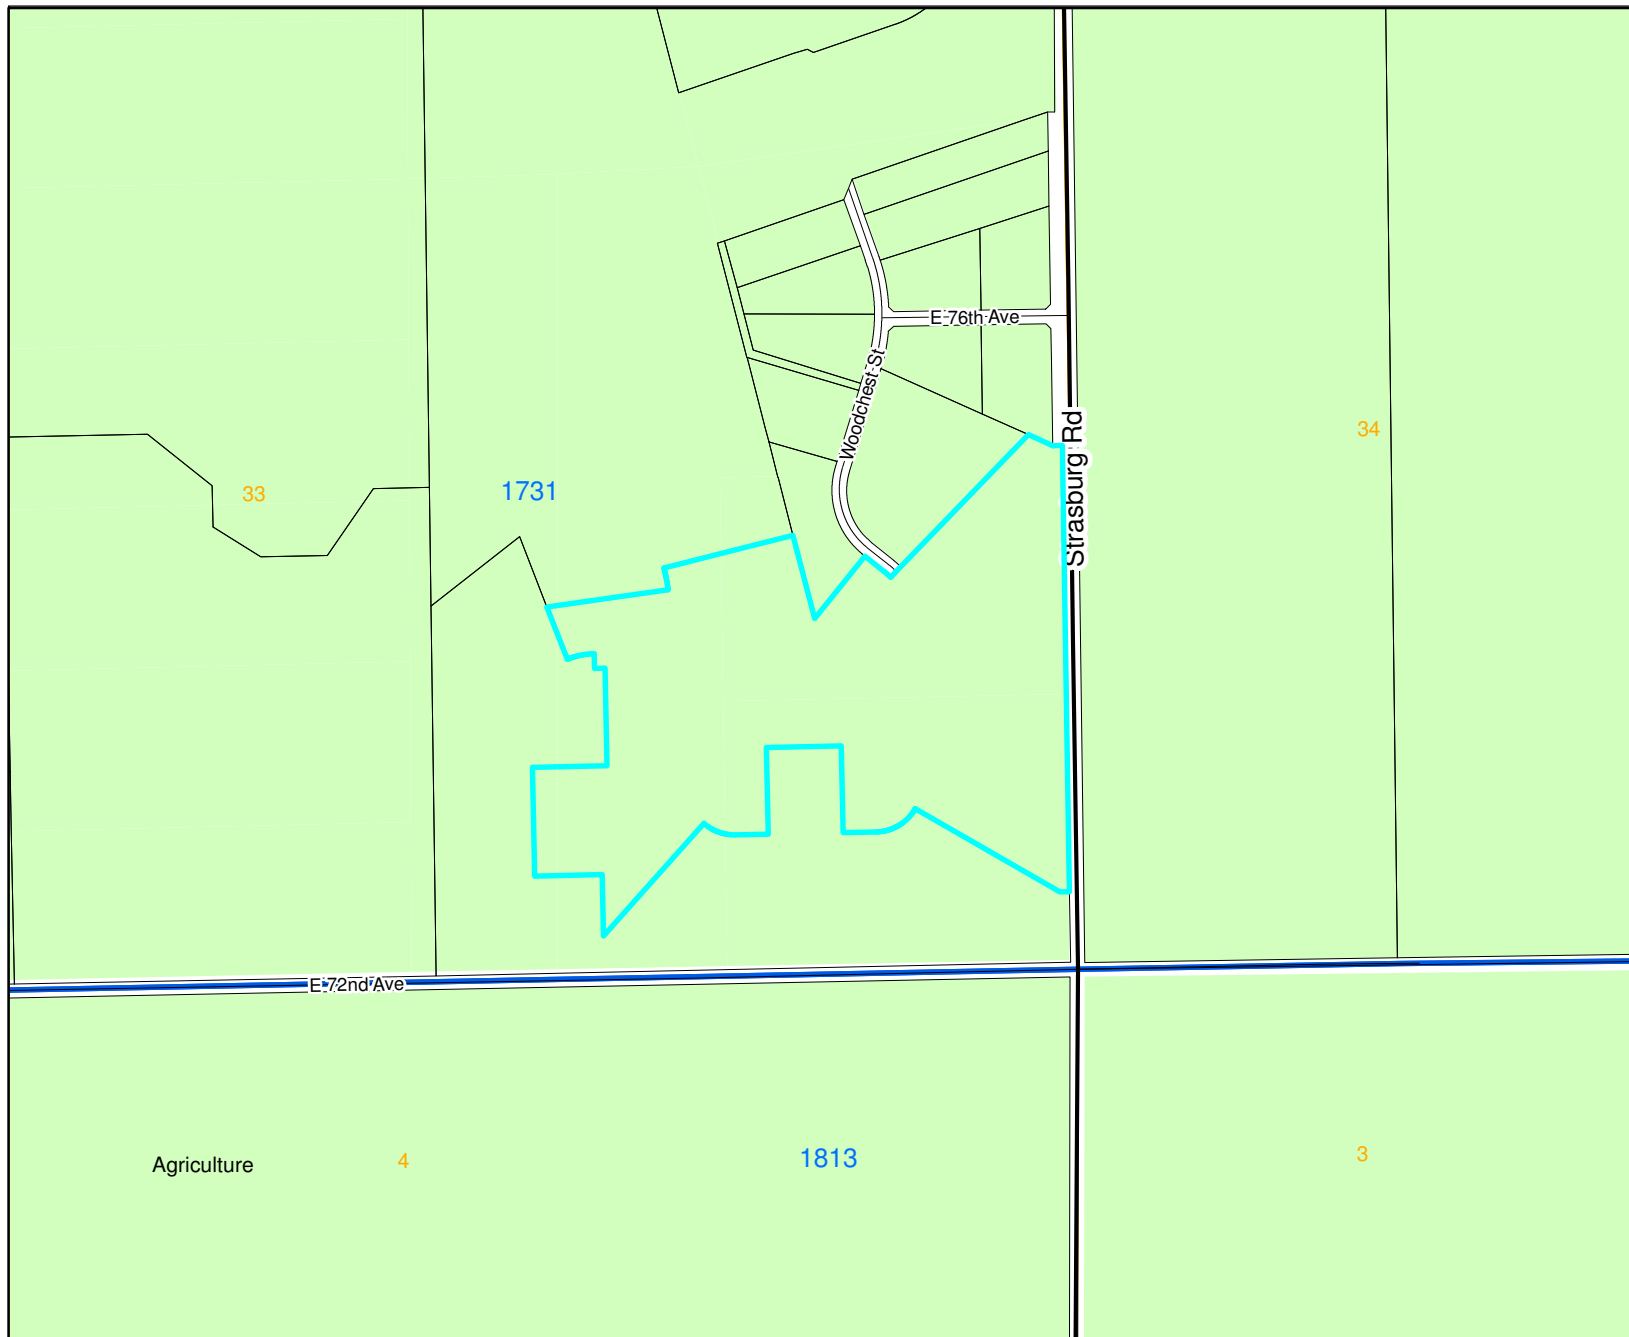 E 76th Ave
Woodchest St
Strasburg Rd
34
33
1731
E 72nd Ave
Agriculture
4
1813
3